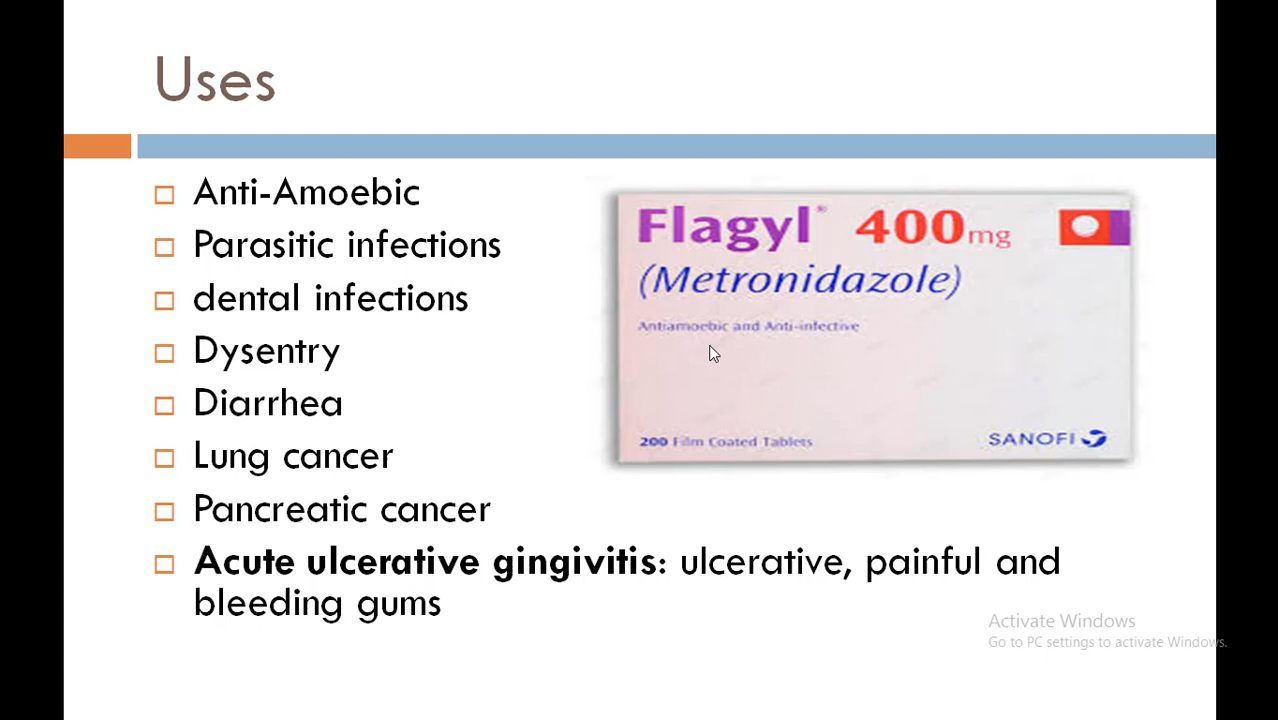 Uses
Anti-Amoebic
Parasitic infections
dental infections
Dysentry
Diarrhea
Lung cancer
Pancreatic cancer
Acute ulcerative gingivitis: ulcerative, painful and
bleeding gums
Flagyl® 400mg
(Metronidazole)
Antiamoebic and Anti-infective
200 Film Coated Tablets
SANOFI
Activate Windows
Go to PC settings to activate Windows.